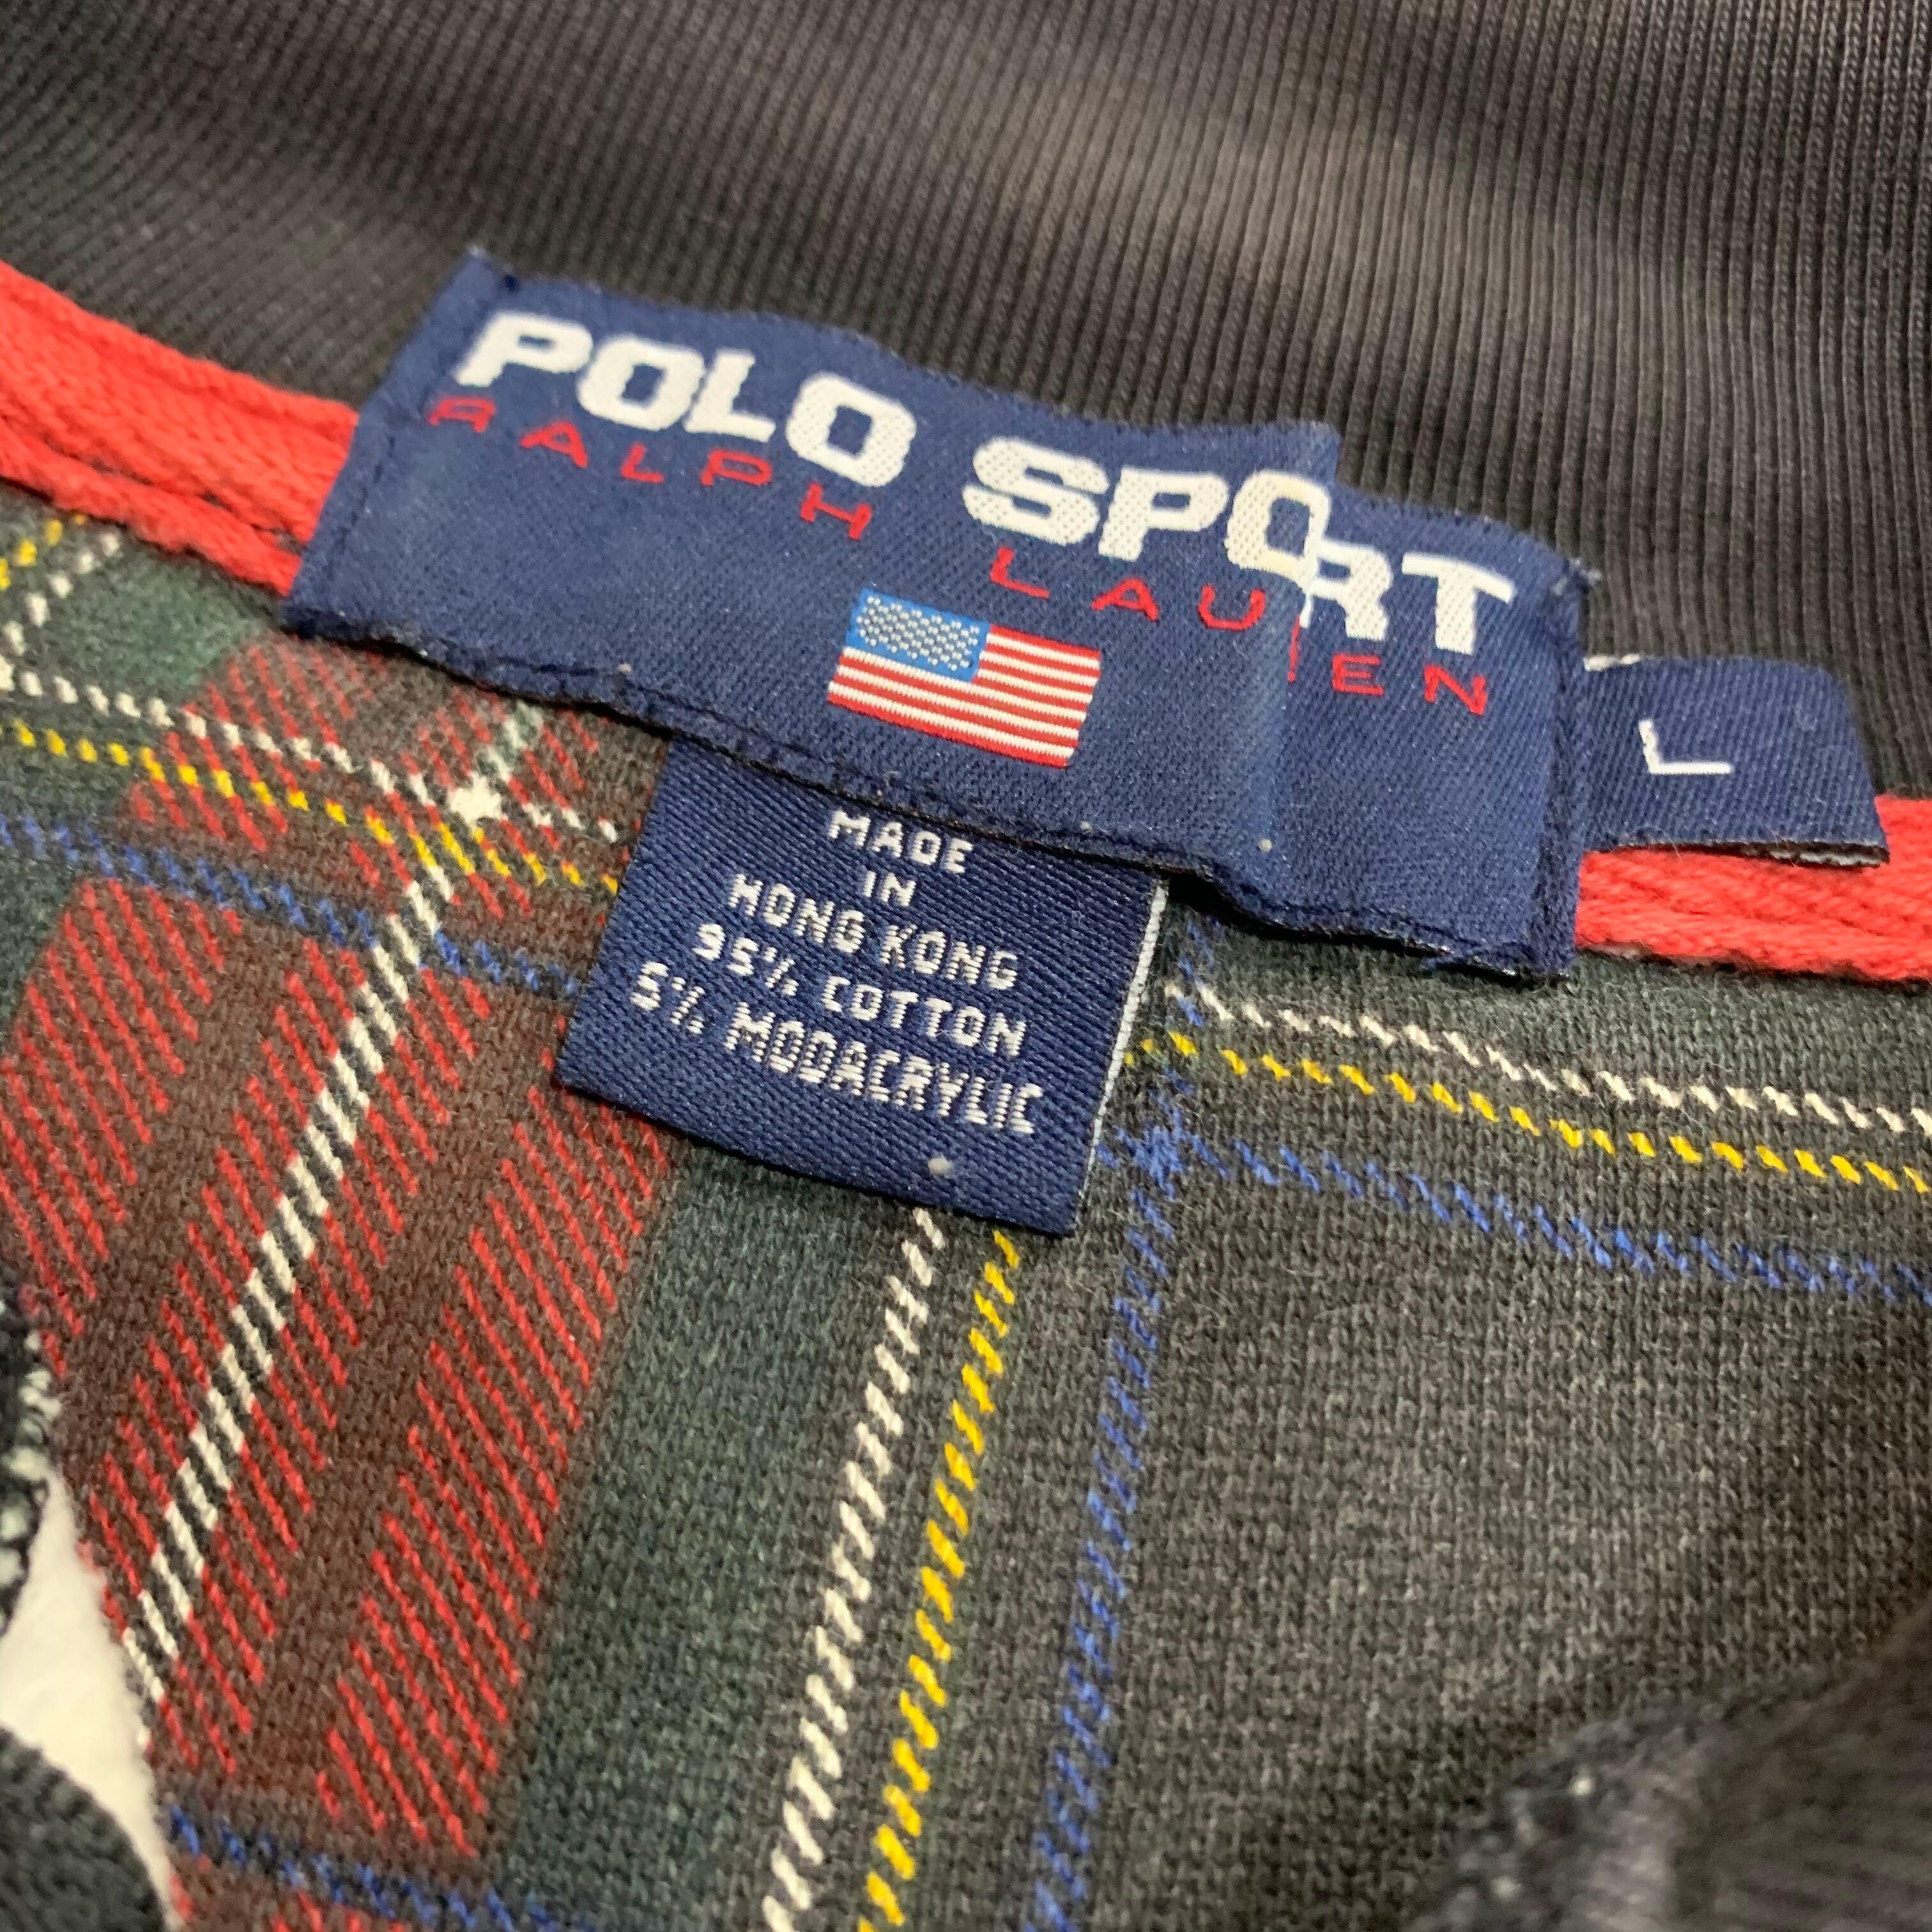 POLO SPORT
RALPH LAUREN
L
MADE
IN
HONG KONG
95% COTTON
5% MODACRYLIC